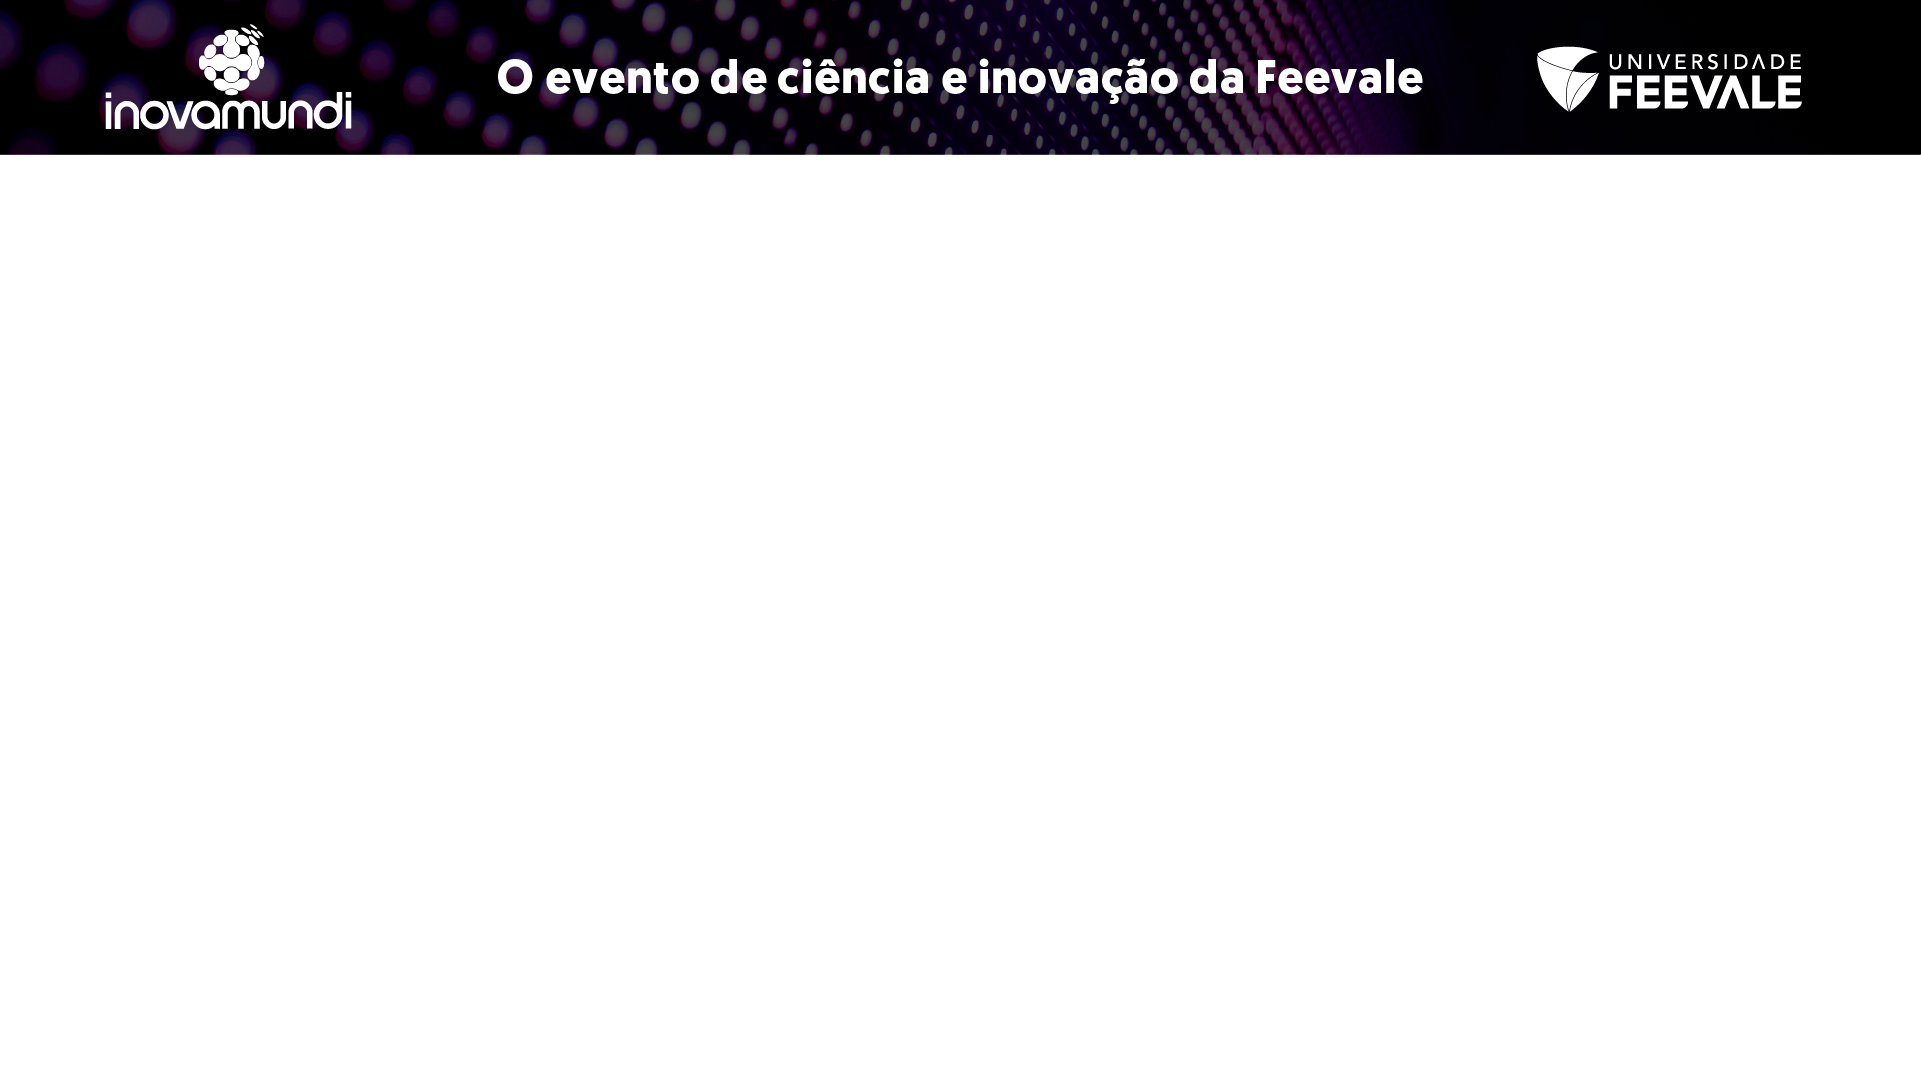 inovamundi
O evento de ciência e inovação da Feevale
UNIVERSIDADE
FEEVALE